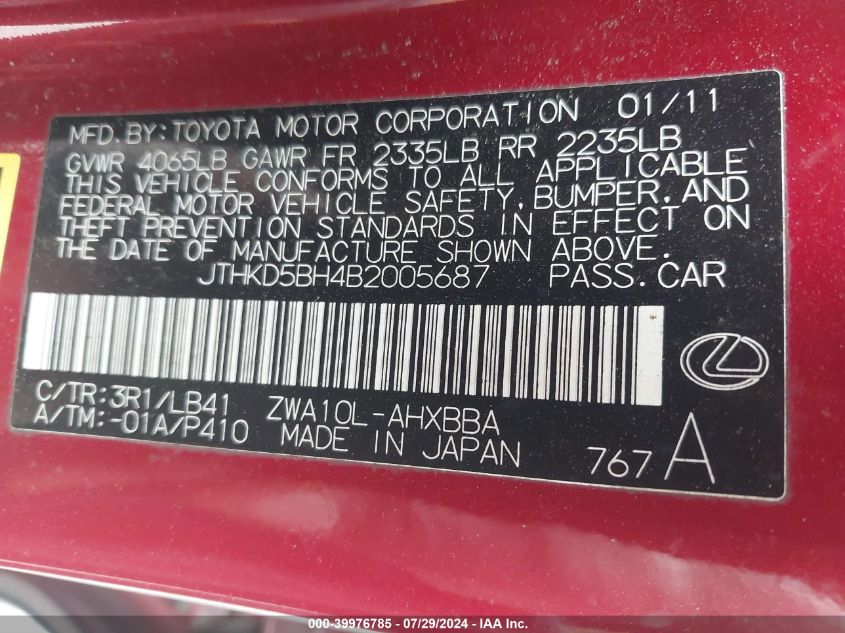 MFD.BY:TOYOTA MOTOR CORPORATION 01/11
GVWR 4065LB GAWR FR 2335LB RR 2235LB
THIS VEHICLE CONFORMS TO ALL APPLICABLE
FEDERAL MOTOR VEHICLE SAFETY,BUMPER,AND
THEFT PREVENTION STANDARDS IN EFFECT ON
THE DATE OF MANUFACTURE SHOWN ABOVE.
JTHKD5BH4B2005687 PASS.CAR
C/TR:3R1/LB41 ZWA10L-AHXBBA
A/TM:-01A/P410 MADE IN JAPAN
767 A
000-39976785 - 07/29/2024 - IAA Inc.